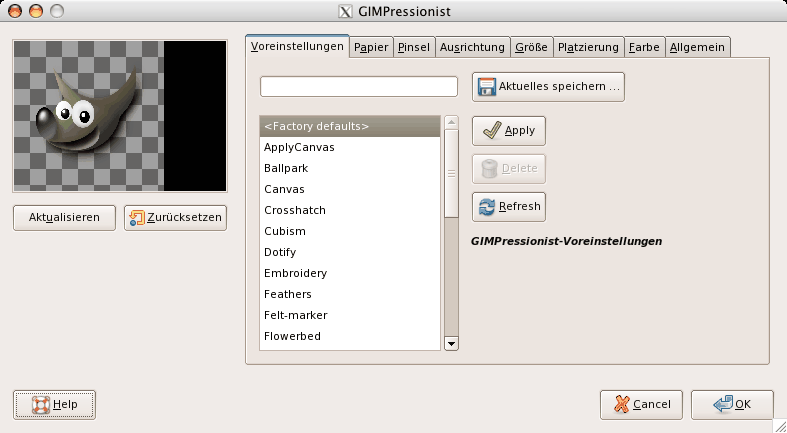 GIMPressionist
Voreinstellungen Papier Pinsel Ausrichtung Größe Platzierung Farbe Allgemein
Aktuelles speichern ...
<Factory defaults>
ApplyCanvas
Ballpark
Canvas
Crosshatch
Cubism
Dotify
Embroidery
Feathers
Felt-marker
Flowerbed
Apply
Delete
Refresh
GIMPressionist-Voreinstellungen
Aktualisieren Zurücksetzen
Help Cancel OK